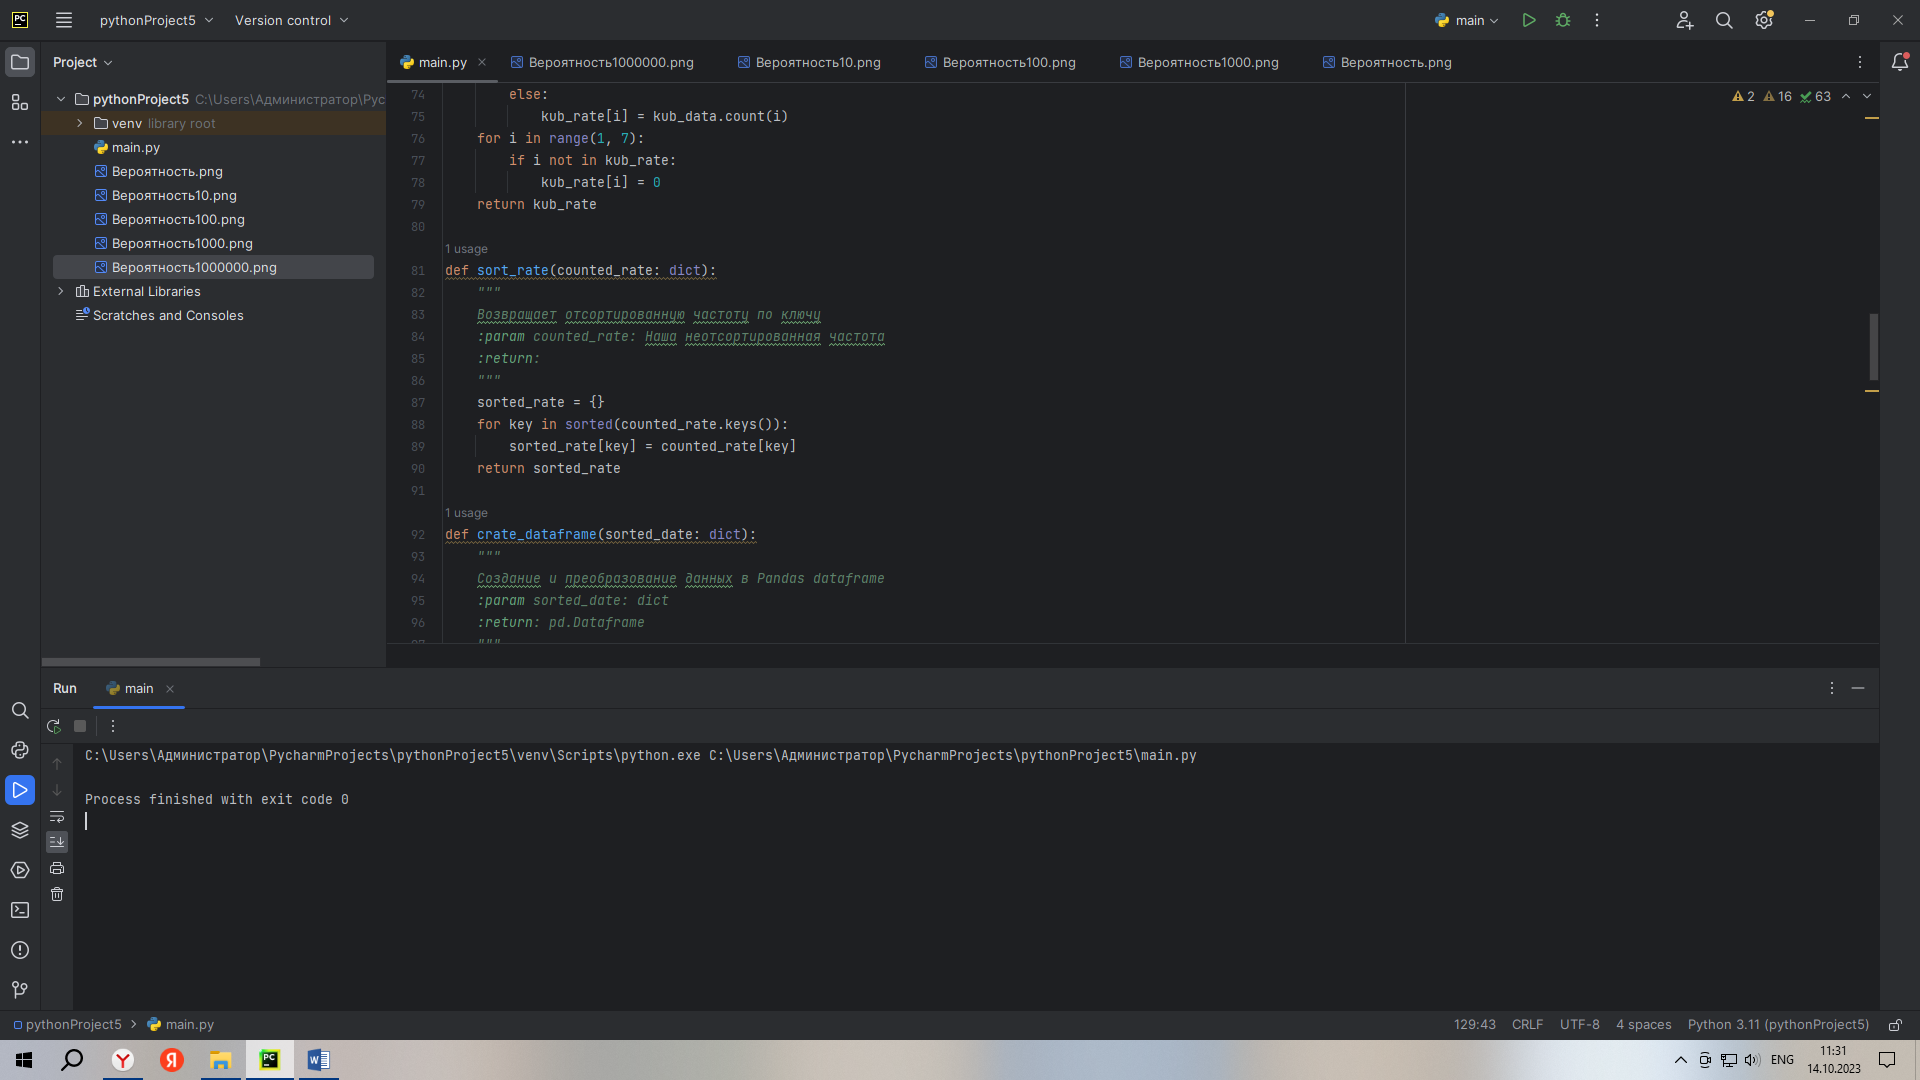 PC pythonProject5 Version control main
Project
main.py Вероятность1000000.png Вероятность10.png Вероятность100.png Вероятность1000.png Вероятность.png
pythonProject5 C:\Users\Администратор\Рус
venv library root
main.py
Вероятность.png
Вероятность10.png
Вероятность100.png
Вероятность1000.png
Вероятность1000000.png
External Libraries
Scratches and Consoles
2 16 63
74 else:
75 kub_rate[i] = kub_data.count(i)
76 for i in range(1, 7):
77 if i not in kub_rate:
78 kub_rate[i] = 0
79 return kub_rate
80
1 usage
81 def sort_rate(counted_rate: dict):
82 """
83 Возвращает отсортированную частоту по ключу
84 :param counted_rate: Наша неотсортированная частота
85 :return:
86 """
87 sorted_rate = {}
88 for key in sorted(counted_rate.keys()):
89 sorted_rate[key] = counted_rate[key]
90 return sorted_rate
91
1 usage
92 def crate_dataframe(sorted_date: dict):
93 """
94 Создание и преобразование данных в Pandas dataframe
95 :param sorted_date: dict
96 :return: pd.Dataframe
97 """
Run main
C:\Users\Администратор\PycharmProjects\pythonProject5\venv\Scripts\python.exe C:\Users\Администратор\PycharmProjects\pythonProject5\main.py
Process finished with exit code 0
pythonProject5 main.py
129:43 CRLF UTF-8 4 spaces Python 3.11 (pythonProject5)
Y Я PC W ENG 11:31
14.10.2023